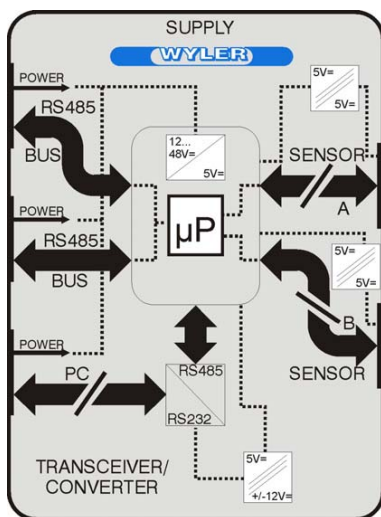 SUPPLY
WYLER
POWER
5V=
5V=
RS485
12...
48V=
5V=
SENSOR
BUS
A
µP
POWER
RS485
BUS
5V=
5V=
B
POWER
SENSOR
PC
RS485
RS232
5V=
+/-12V=
TRANSCEIVER/
CONVERTER